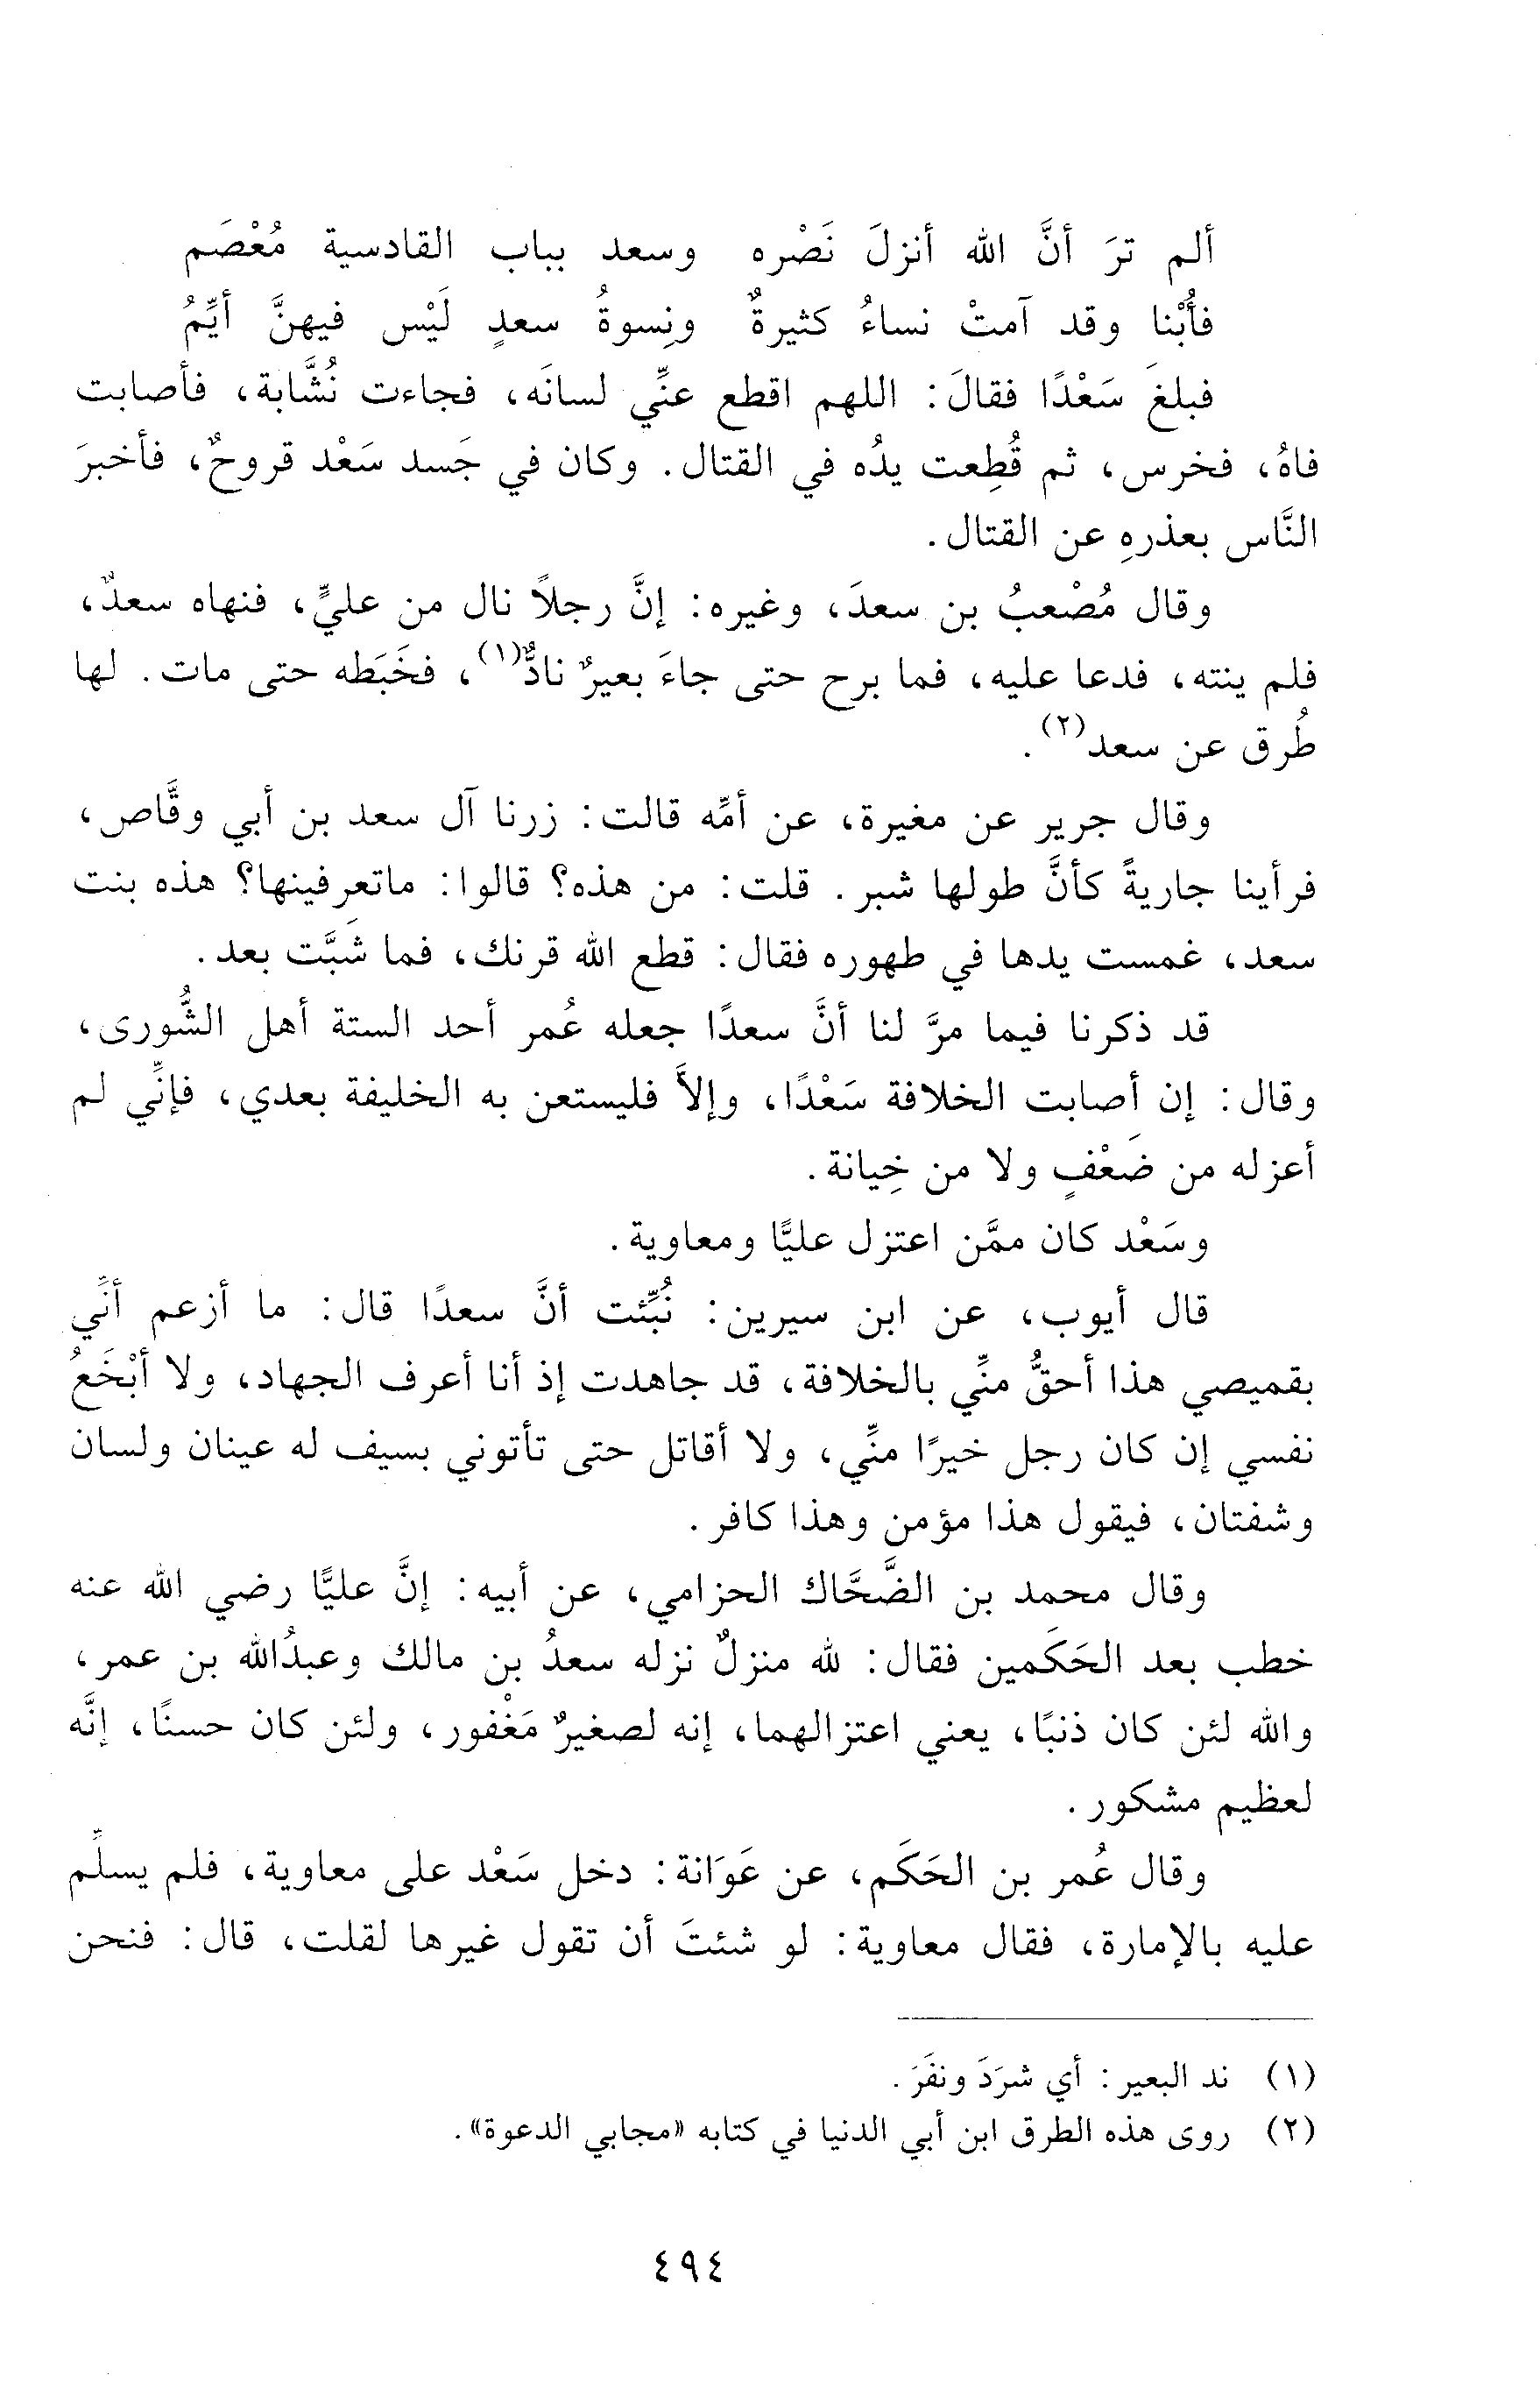 ألم ترَ أنَّ الله أنزلَ نَصْره وسعد بباب القادسية مُعْصَم
فأُبْنا وقد آمتْ نساءُ كثيرةٌ ونِسوةُ سعدٍ لَيْس فيهنَّ أيِّمُ
فبلغَ سَعْدًا فقالَ: اللهم اقطع عنِّي لسانَه، فجاءت نُشَّابة، فأصابت
فاهُ، فخرس، ثم قُطِعت يدُه في القتال. وكان في جَسد سَعْد قروحٌ، فأخبرَ
النَّاس بعذرهِ عن القتال.
وقال مُصْعبُ بن سعدَ، وغيره: إنَّ رجلاً نال من عليٍّ، فنهاه سعدٌ،
فلم ينته، فدعا عليه، فما برح حتى جاءَ بعيرٌ نادٌّ(١)، فخَبَطه حتى مات. لها
طُرق عن سعد(٢).
وقال جرير عن مغيرة، عن أمِّه قالت: زرنا آل سعد بن أبي وقَّاص،
فرأينا جاريةً كأنَّ طولها شبر. قلت: من هذه؟ قالوا: ماتعرفينها؟ هذه بنت
سعد، غمست يدها في طهوره فقال: قطع الله قرنك، فما شَبَّت بعد.
قد ذكرنا فيما مرَّ لنا أنَّ سعدًا جعله عُمر أحد الستة أهل الشُّورى،
وقال: إن أصابت الخلافة سَعْدًا، وإلاَّ فليستعن به الخليفة بعدي، فإنِّي لم
أعزله من ضَعْفٍ ولا من خِيانة.
وسَعْد كان ممَّن اعتزل عليًّا ومعاوية.
قال أيوب، عن ابن سيرين: نُبِّئت أنَّ سعدًا قال: ما أزعم أنِّي
بقميصي هذا أحقُّ منِّي بالخلافة، قد جاهدت إذ أنا أعرف الجهاد، ولا أبْخَعُ
نفسي إن كان رجل خيرًا منِّي، ولا أقاتل حتى تأتوني بسيف له عينان ولسان
وشفتان، فيقول هذا مؤمن وهذا كافر.
وقال محمد بن الضَّحَّاك الحزامي، عن أبيه: إنَّ عليًّا رضي الله عنه
خطب بعد الحَكَمين فقال: لله منزلٌ نزله سعدُ بن مالك وعبدُالله بن عمر،
والله لئن كان ذنبًا، يعني اعتزالهما، إنه لصغيرٌ مَغْفور، ولئن كان حسنًا، إنَّه
لعظيم مشكور.
وقال عُمر بن الحَكَم، عن عَوَانة: دخل سَعْد على معاوية، فلم يسلِّم
عليه بالإمارة، فقال معاوية: لو شئتَ أن تقول غيرها لقلت، قال: فنحن
(١) ند البعير: أي شرَدَ ونفَرَ.
(٢) روى هذه الطرق ابن أبي الدنيا في كتابه «مجابي الدعوة».
٤٩٤